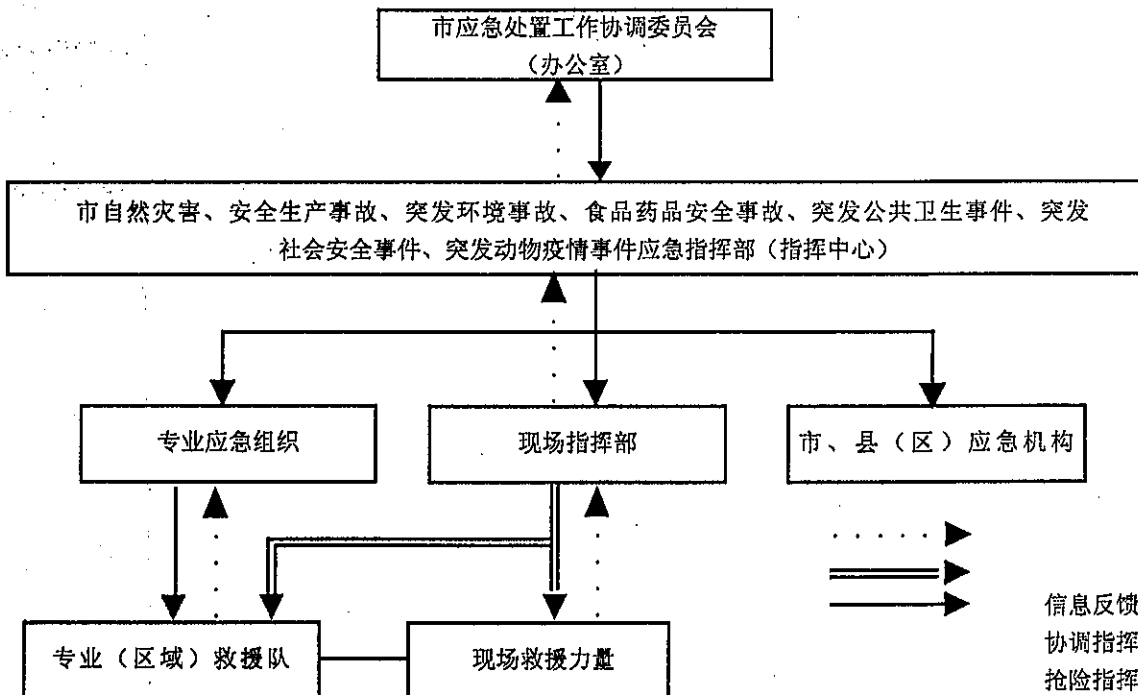 市应急处置工作协调委员会
（办公室）
市自然灾害、安全生产事故、突发环境事故、食品药品安全事故、突发公共卫生事件、突发
社会安全事件、突发动物疫情事件应急指挥部（指挥中心）
专业应急组织
现场指挥部
市、县（区）应急机构
信息反馈
协调指挥
抢险指挥
专业（区域）救援队
现场救援力量